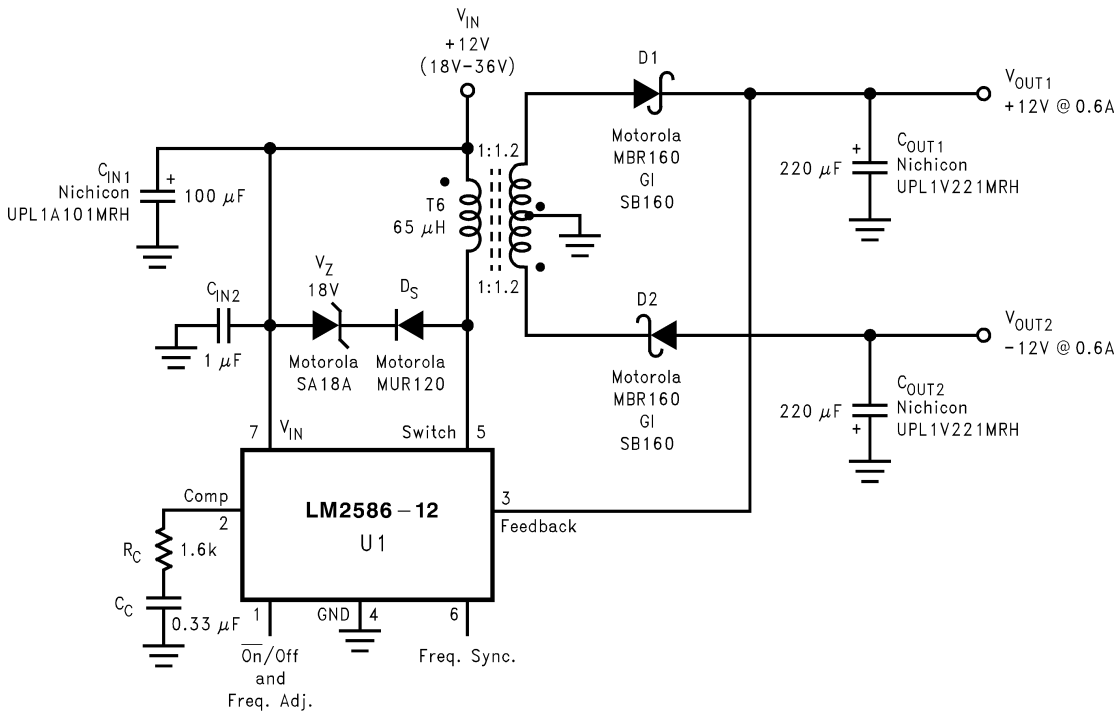 V_IN
+12V
(18V-36V)
D1
V_OUT1
+12V @ 0.6A
Motorola
MBR160
GI
SB160
C_OUT1
Nichicon
UPL1V221MRH
+
220 μF
1:1.2
C_IN1
Nichicon
UPL1A101MRH
+
100 μF
T6
65 μH
1:1.2
V_Z
18V
D_S
C_IN2
1 μF
Motorola
SA18A
Motorola
MUR120
D2
V_OUT2
-12V @ 0.6A
Motorola
MBR160
GI
SB160
C_OUT2
Nichicon
UPL1V221MRH
220 μF
+
7
V_IN
Switch
5
Comp
2
LM2586-12
U1
3
Feedback
R_C
1.6k
C_C
0.33 μF
1
GND
4
6
O̅n̅/Off
and
Freq. Adj.
Freq. Sync.